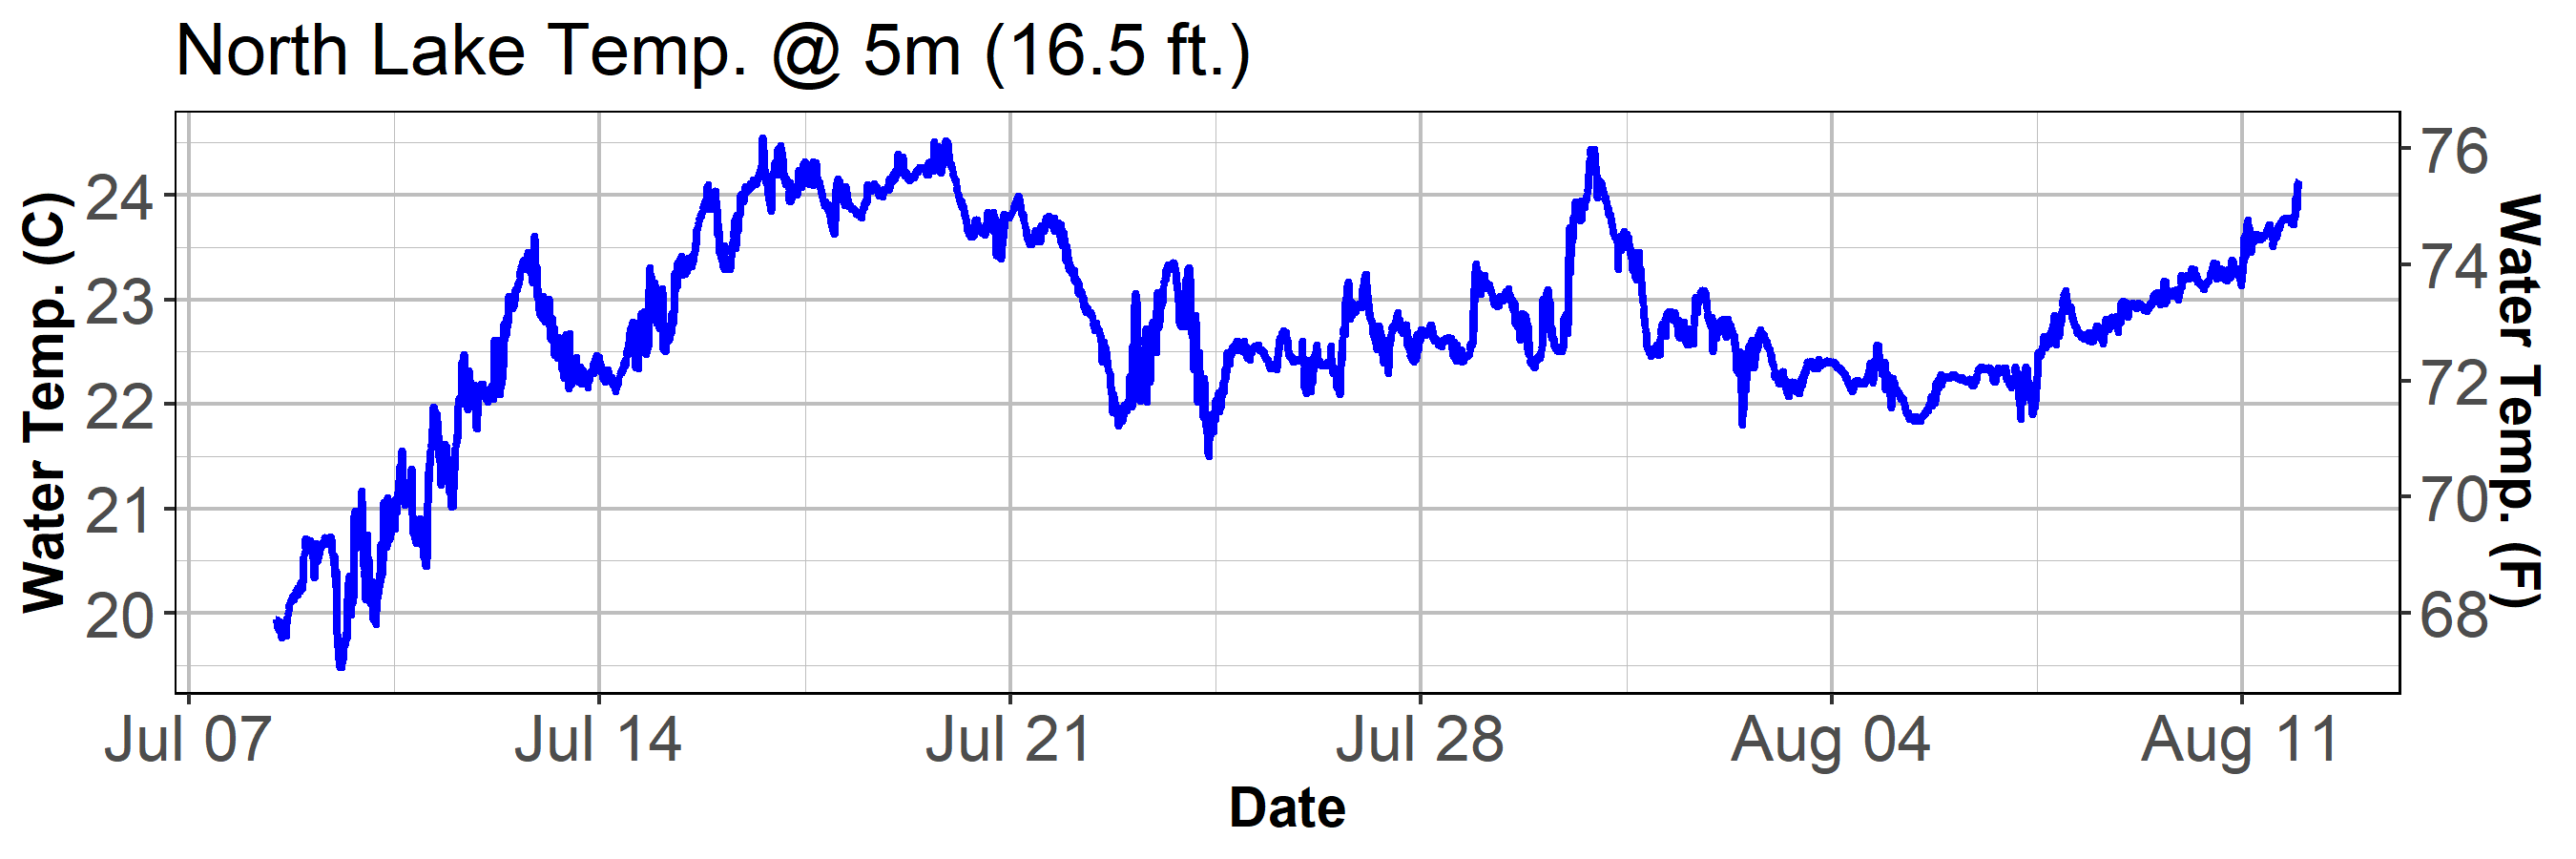 North Lake Temp. @ 5m (16.5 ft.)
Water Temp. (C)
24
23
22
21
20
76
74
72
70
68
Water Temp. (F)
Jul 07 Jul 14 Jul 21 Jul 28 Aug 04 Aug 11
Date